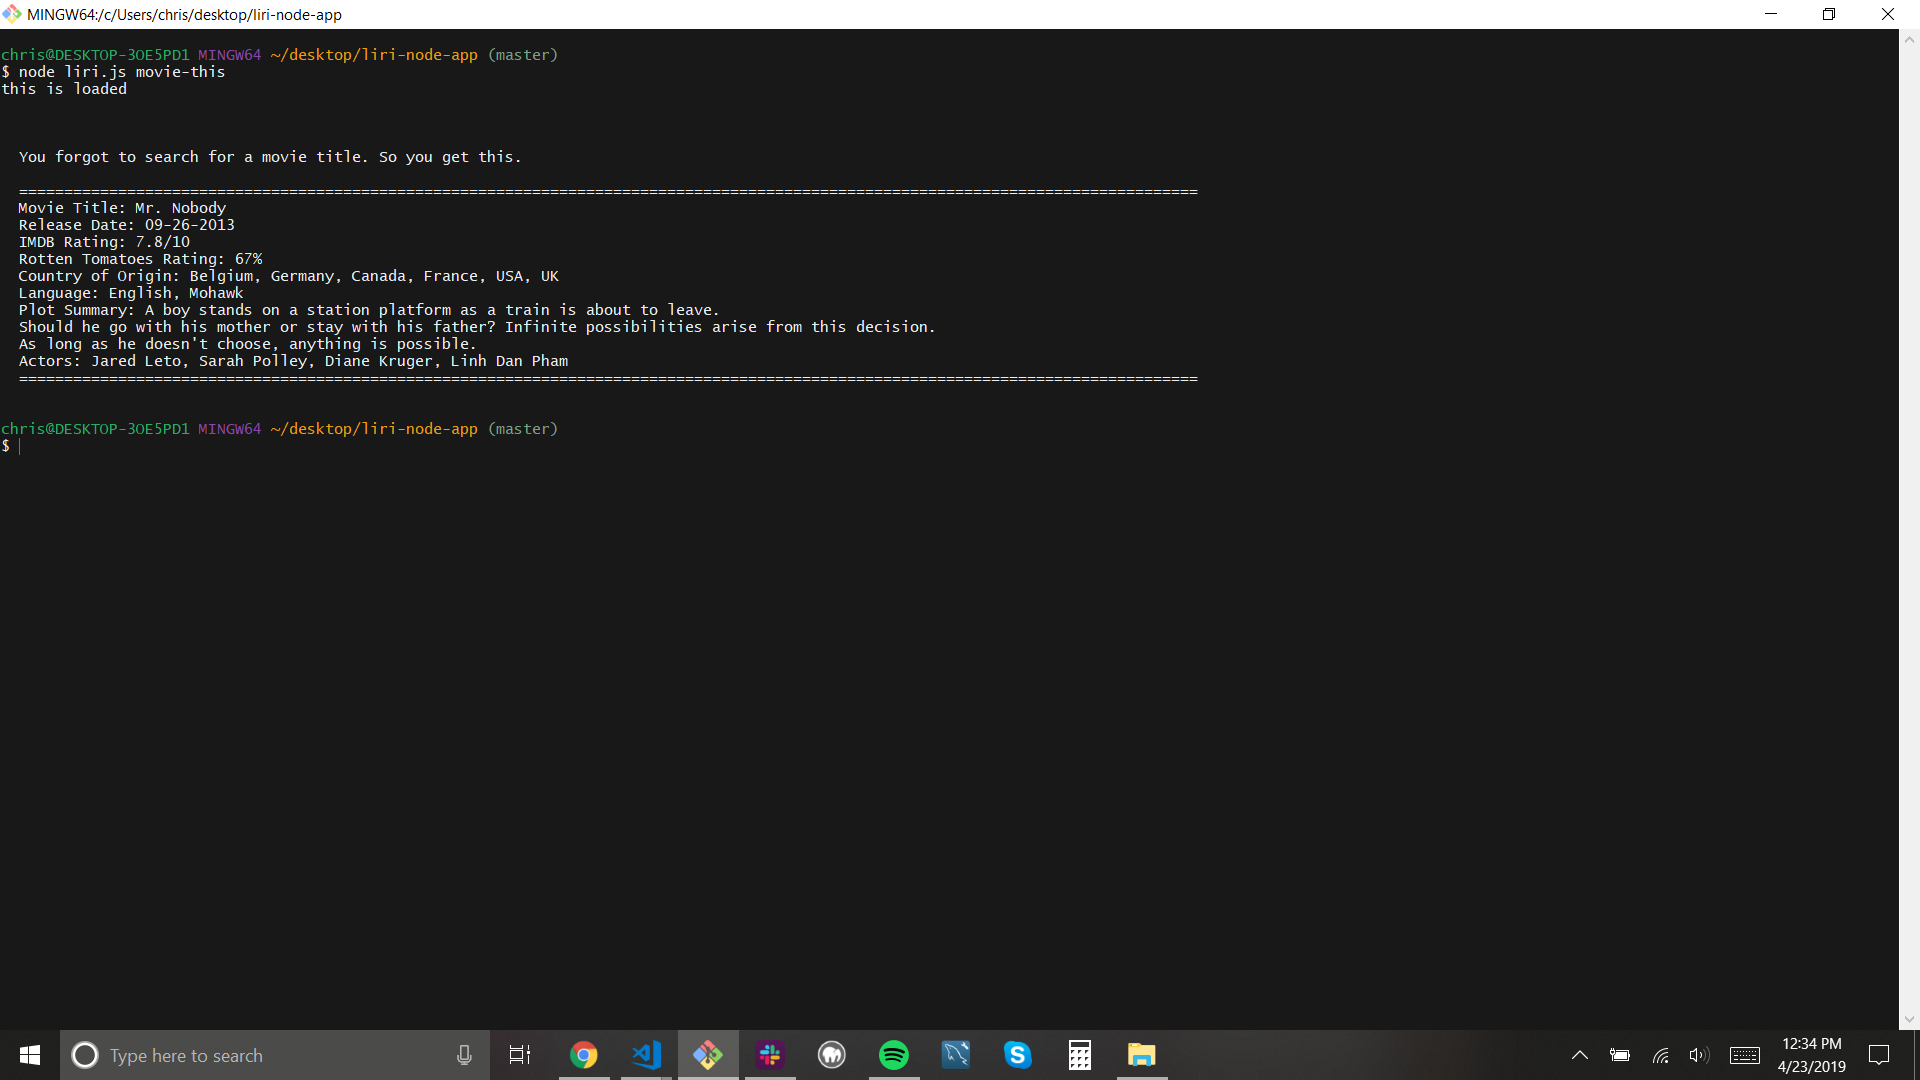 MINGW64:/c/Users/chris/desktop/liri-node-app
chris@DESKTOP-3OE5PD1 MINGW64 ~/desktop/liri-node-app (master)
$ node liri.js movie-this
this is loaded
You forgot to search for a movie title. So you get this.
===================================================================================================================================
Movie Title: Mr. Nobody
Release Date: 09-26-2013
IMDB Rating: 7.8/10
Rotten Tomatoes Rating: 67%
Country of Origin: Belgium, Germany, Canada, France, USA, UK
Language: English, Mohawk
Plot Summary: A boy stands on a station platform as a train is about to leave.
Should he go with his mother or stay with his father? Infinite possibilities arise from this decision.
As long as he doesn't choose, anything is possible.
Actors: Jared Leto, Sarah Polley, Diane Kruger, Linh Dan Pham
===================================================================================================================================
chris@DESKTOP-3OE5PD1 MINGW64 ~/desktop/liri-node-app (master)
$
Type here to search
12:34 PM
4/23/2019